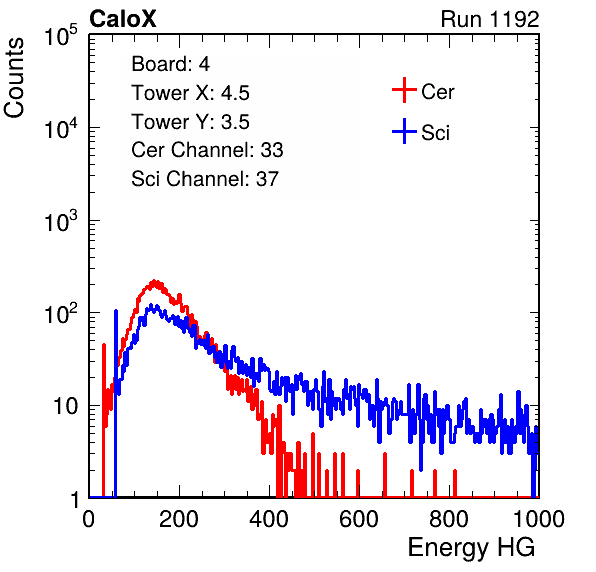 CaloX Run 1192
Counts
Board: 4
Tower X: 4.5
Tower Y: 3.5
Cer Channel: 33
Sci Channel: 37
Cer
Sci
10^5
10^4
10^3
10^2
10
1
0 200 400 600 800 1000
Energy HG